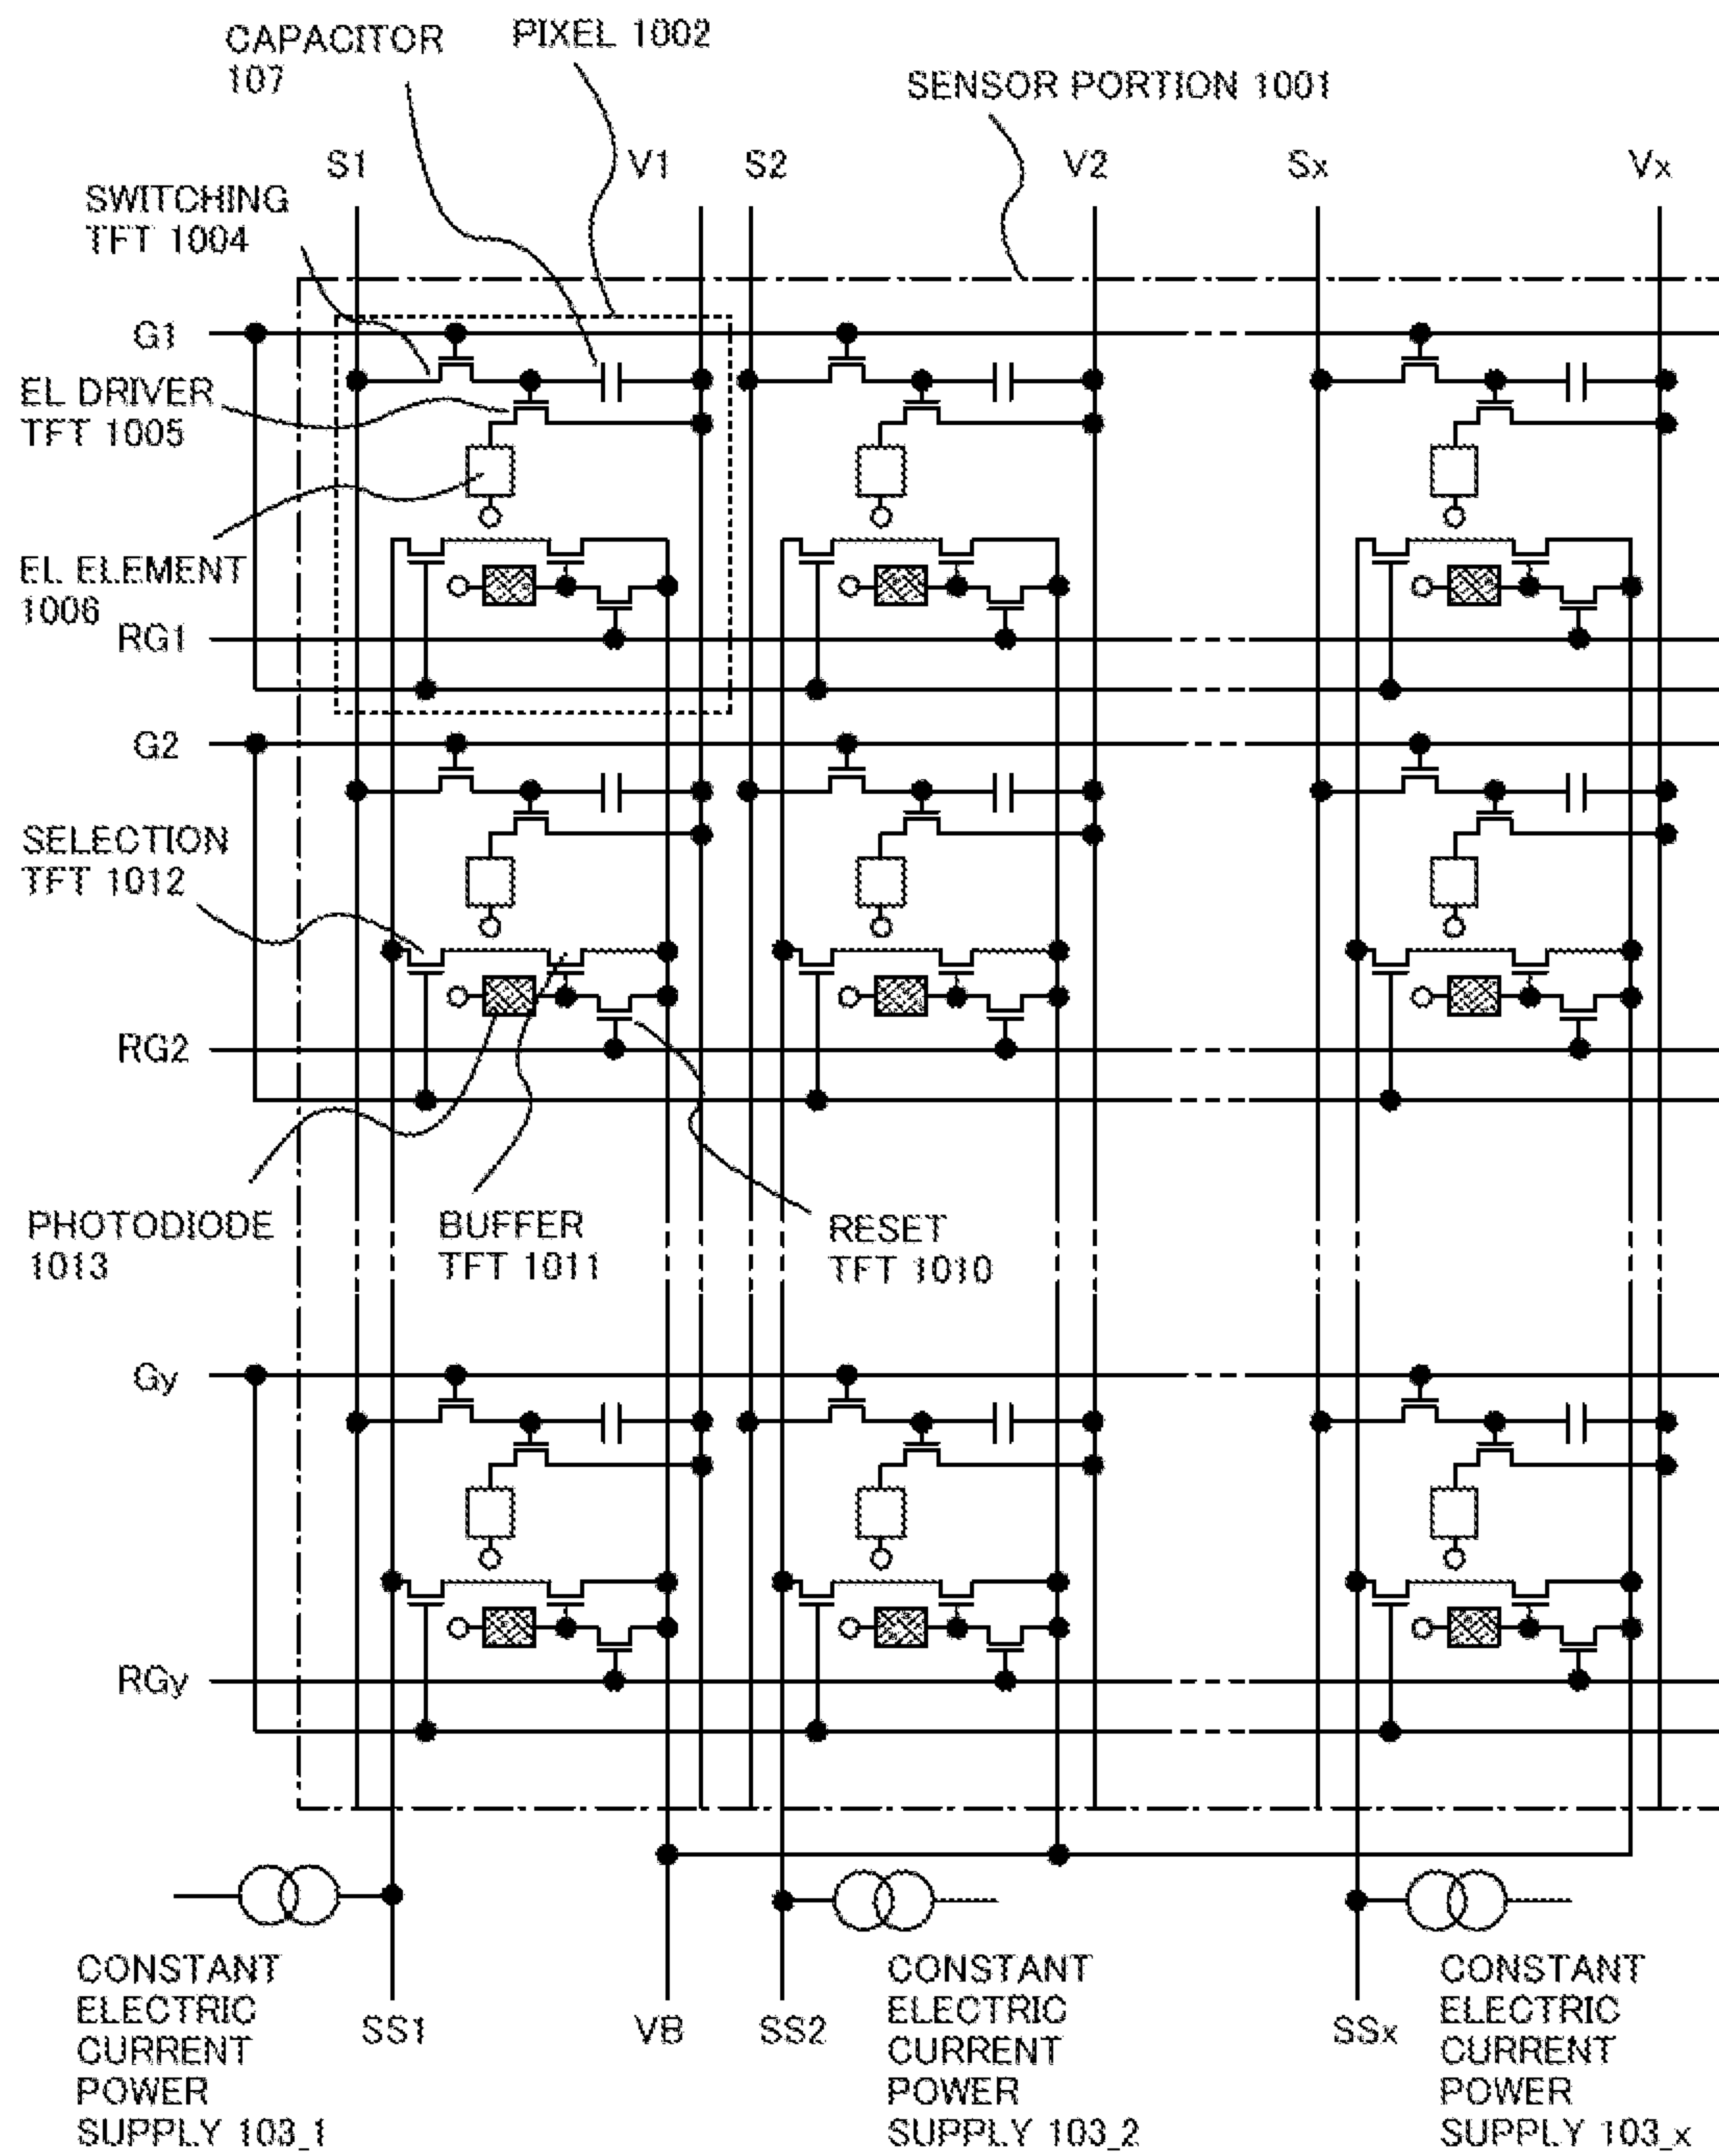 CAPACITOR
107
PIXEL 1002
SENSOR PORTION 1001
S1
V1
S2
V2
Sx
Vx
SWITCHING
TFT 1004
G1
EL DRIVER
TFT 1005
EL ELEMENT
1006
RG1
G2
SELECTION
TFT 1012
RG2
PHOTODIODE
1013
BUFFER
TFT 1011
RESET
TFT 1010
Gy
RGy
CONSTANT
ELECTRIC
CURRENT
POWER
SUPPLY 103_1
SS1
VB
SS2
CONSTANT
ELECTRIC
CURRENT
POWER
SUPPLY 103_2
SSx
CONSTANT
ELECTRIC
CURRENT
POWER
SUPPLY 103_x